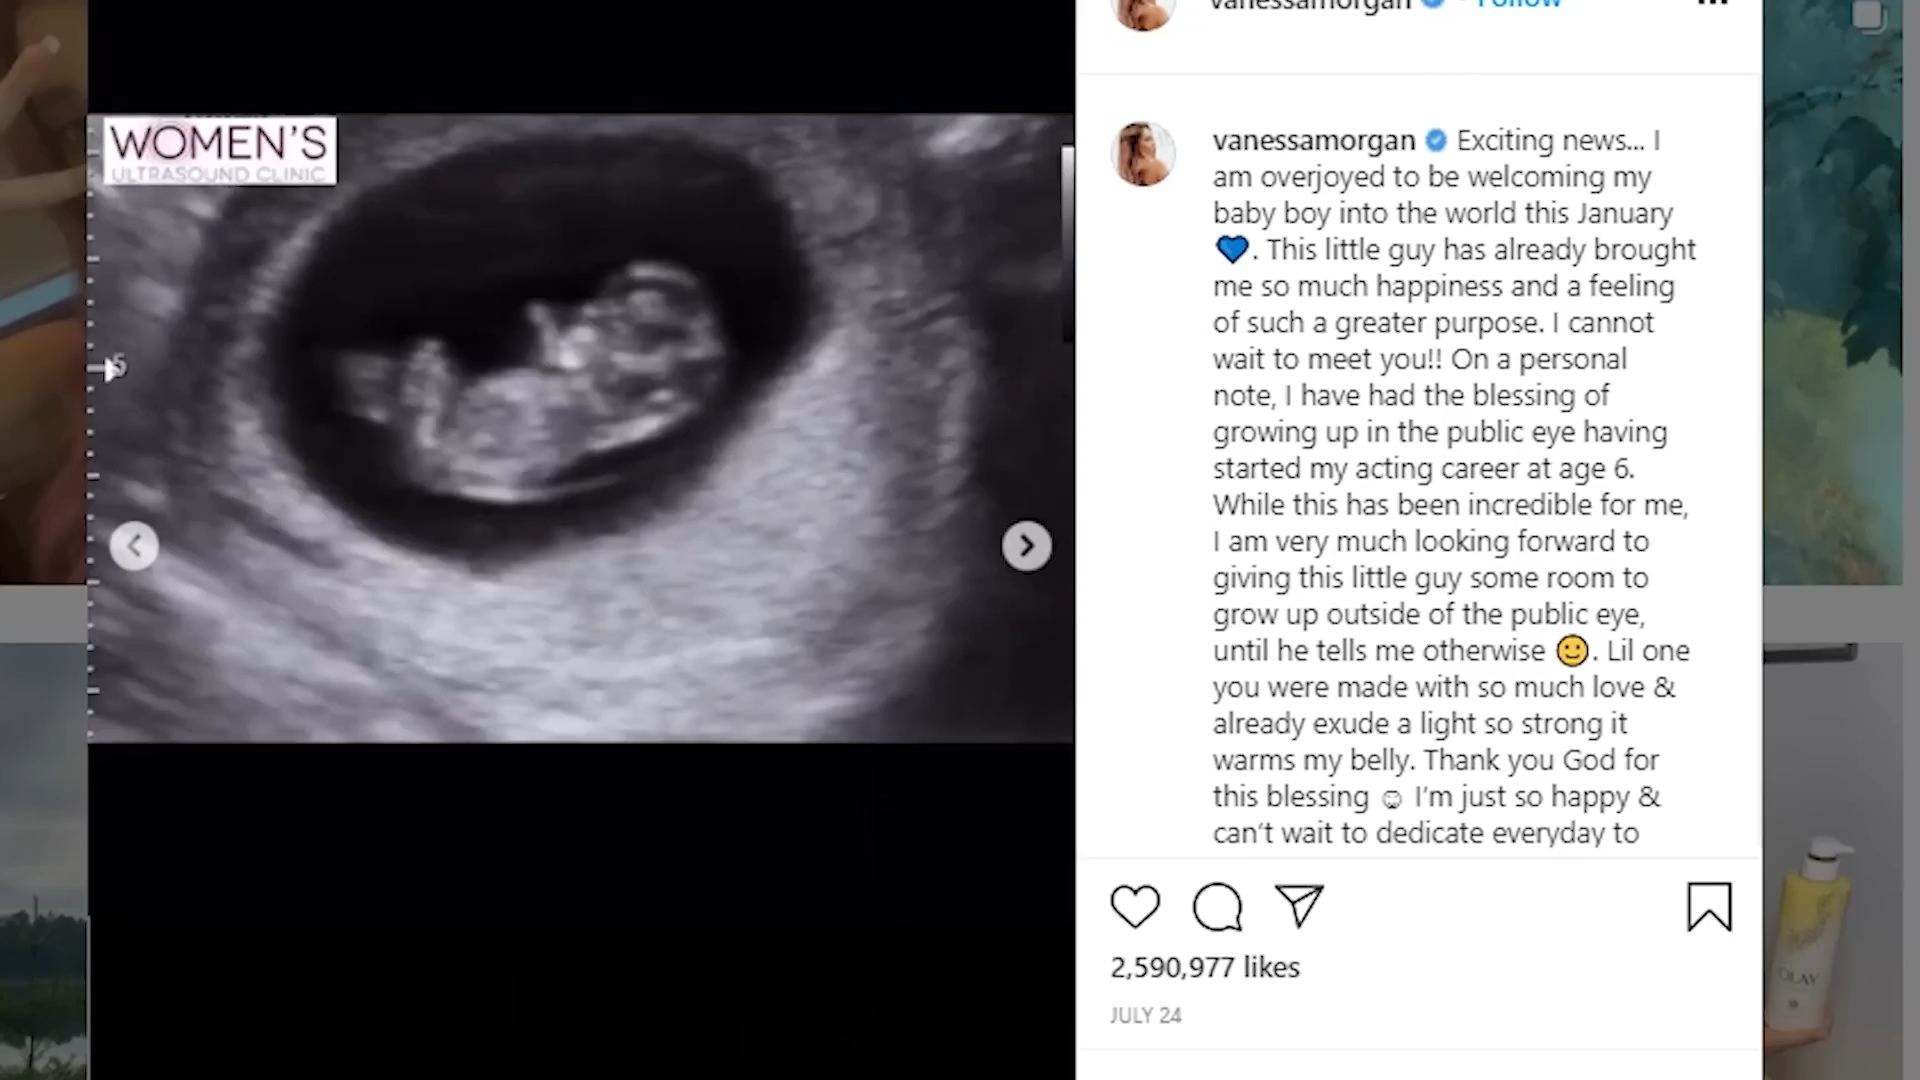 vanessamorgan • Follow
WOMEN'S
ULTRASOUND CLINIC
5
vanessamorgan Exciting news... I
am overjoyed to be welcoming my
baby boy into the world this January
💙. This little guy has already brought
me so much happiness and a feeling
of such a greater purpose. I cannot
wait to meet you!! On a personal
note, I have had the blessing of
growing up in the public eye having
started my acting career at age 6.
While this has been incredible for me,
I am very much looking forward to
giving this little guy some room to
grow up outside of the public eye,
until he tells me otherwise 🙂. Lil one
you were made with so much love &
already exude a light so strong it
warms my belly. Thank you God for
this blessing ☺ I'm just so happy &
can't wait to dedicate everyday to
2,590,977 likes
JULY 24
OLAY